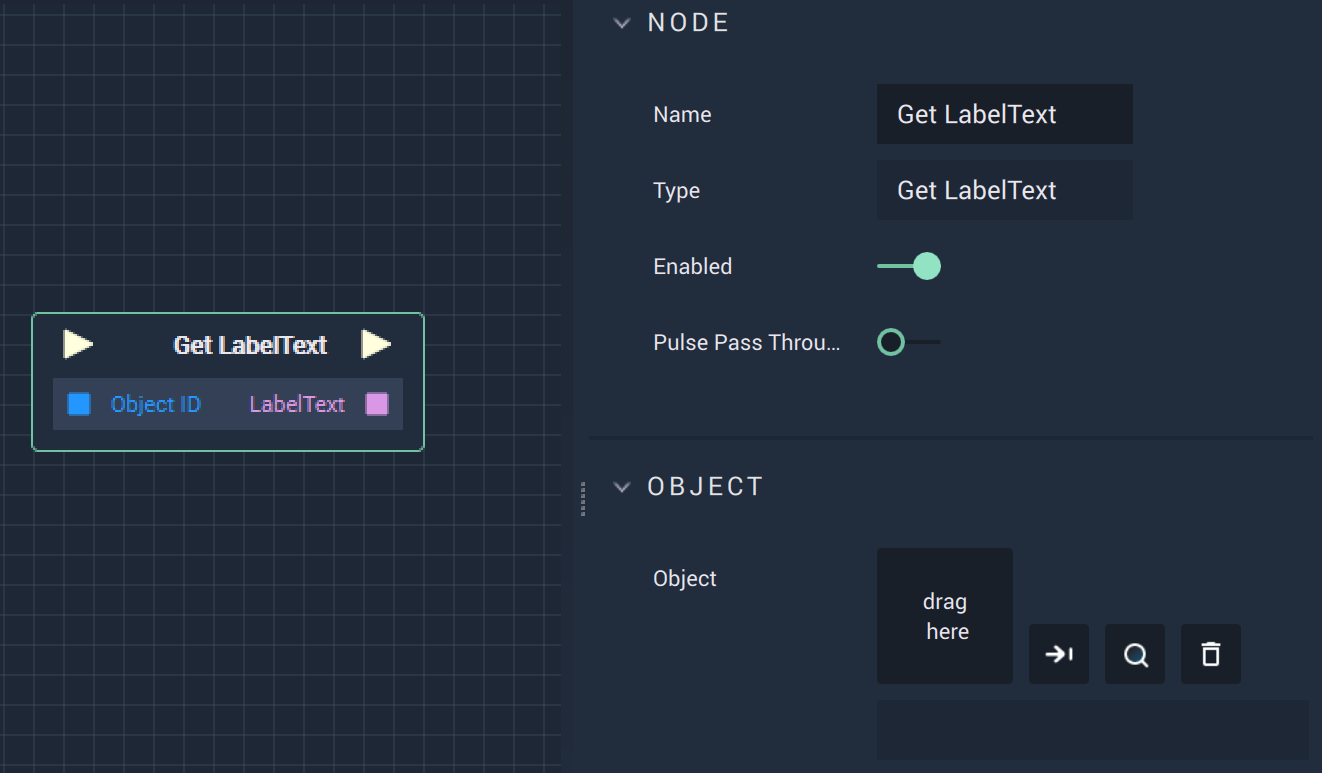 Get LabelText
Object ID
LabelText
NODE
Name
Get LabelText
Type
Get LabelText
Enabled
Pulse Pass Throu...
OBJECT
Object
drag
here